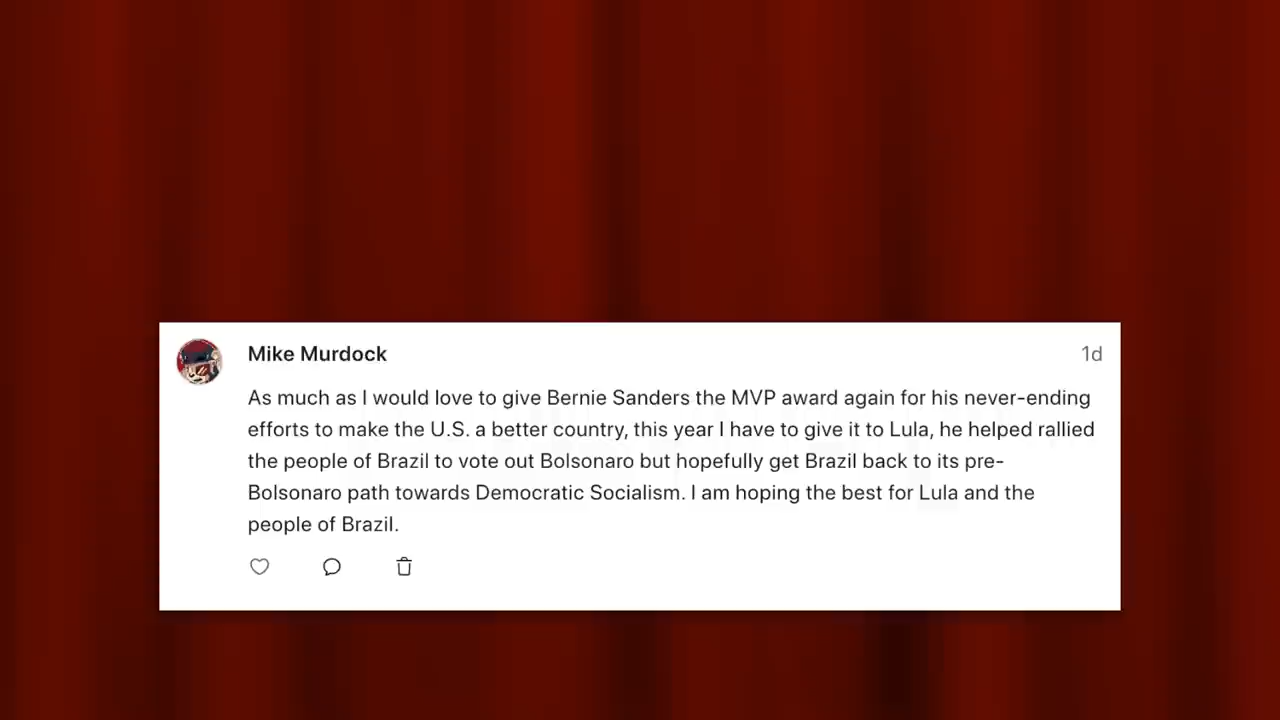 Mike Murdock
1d
As much as I would love to give Bernie Sanders the MVP award again for his never-ending
efforts to make the U.S. a better country, this year I have to give it to Lula, he helped rallied
the people of Brazil to vote out Bolsonaro but hopefully get Brazil back to its pre-
Bolsonaro path towards Democratic Socialism. I am hoping the best for Lula and the
people of Brazil.